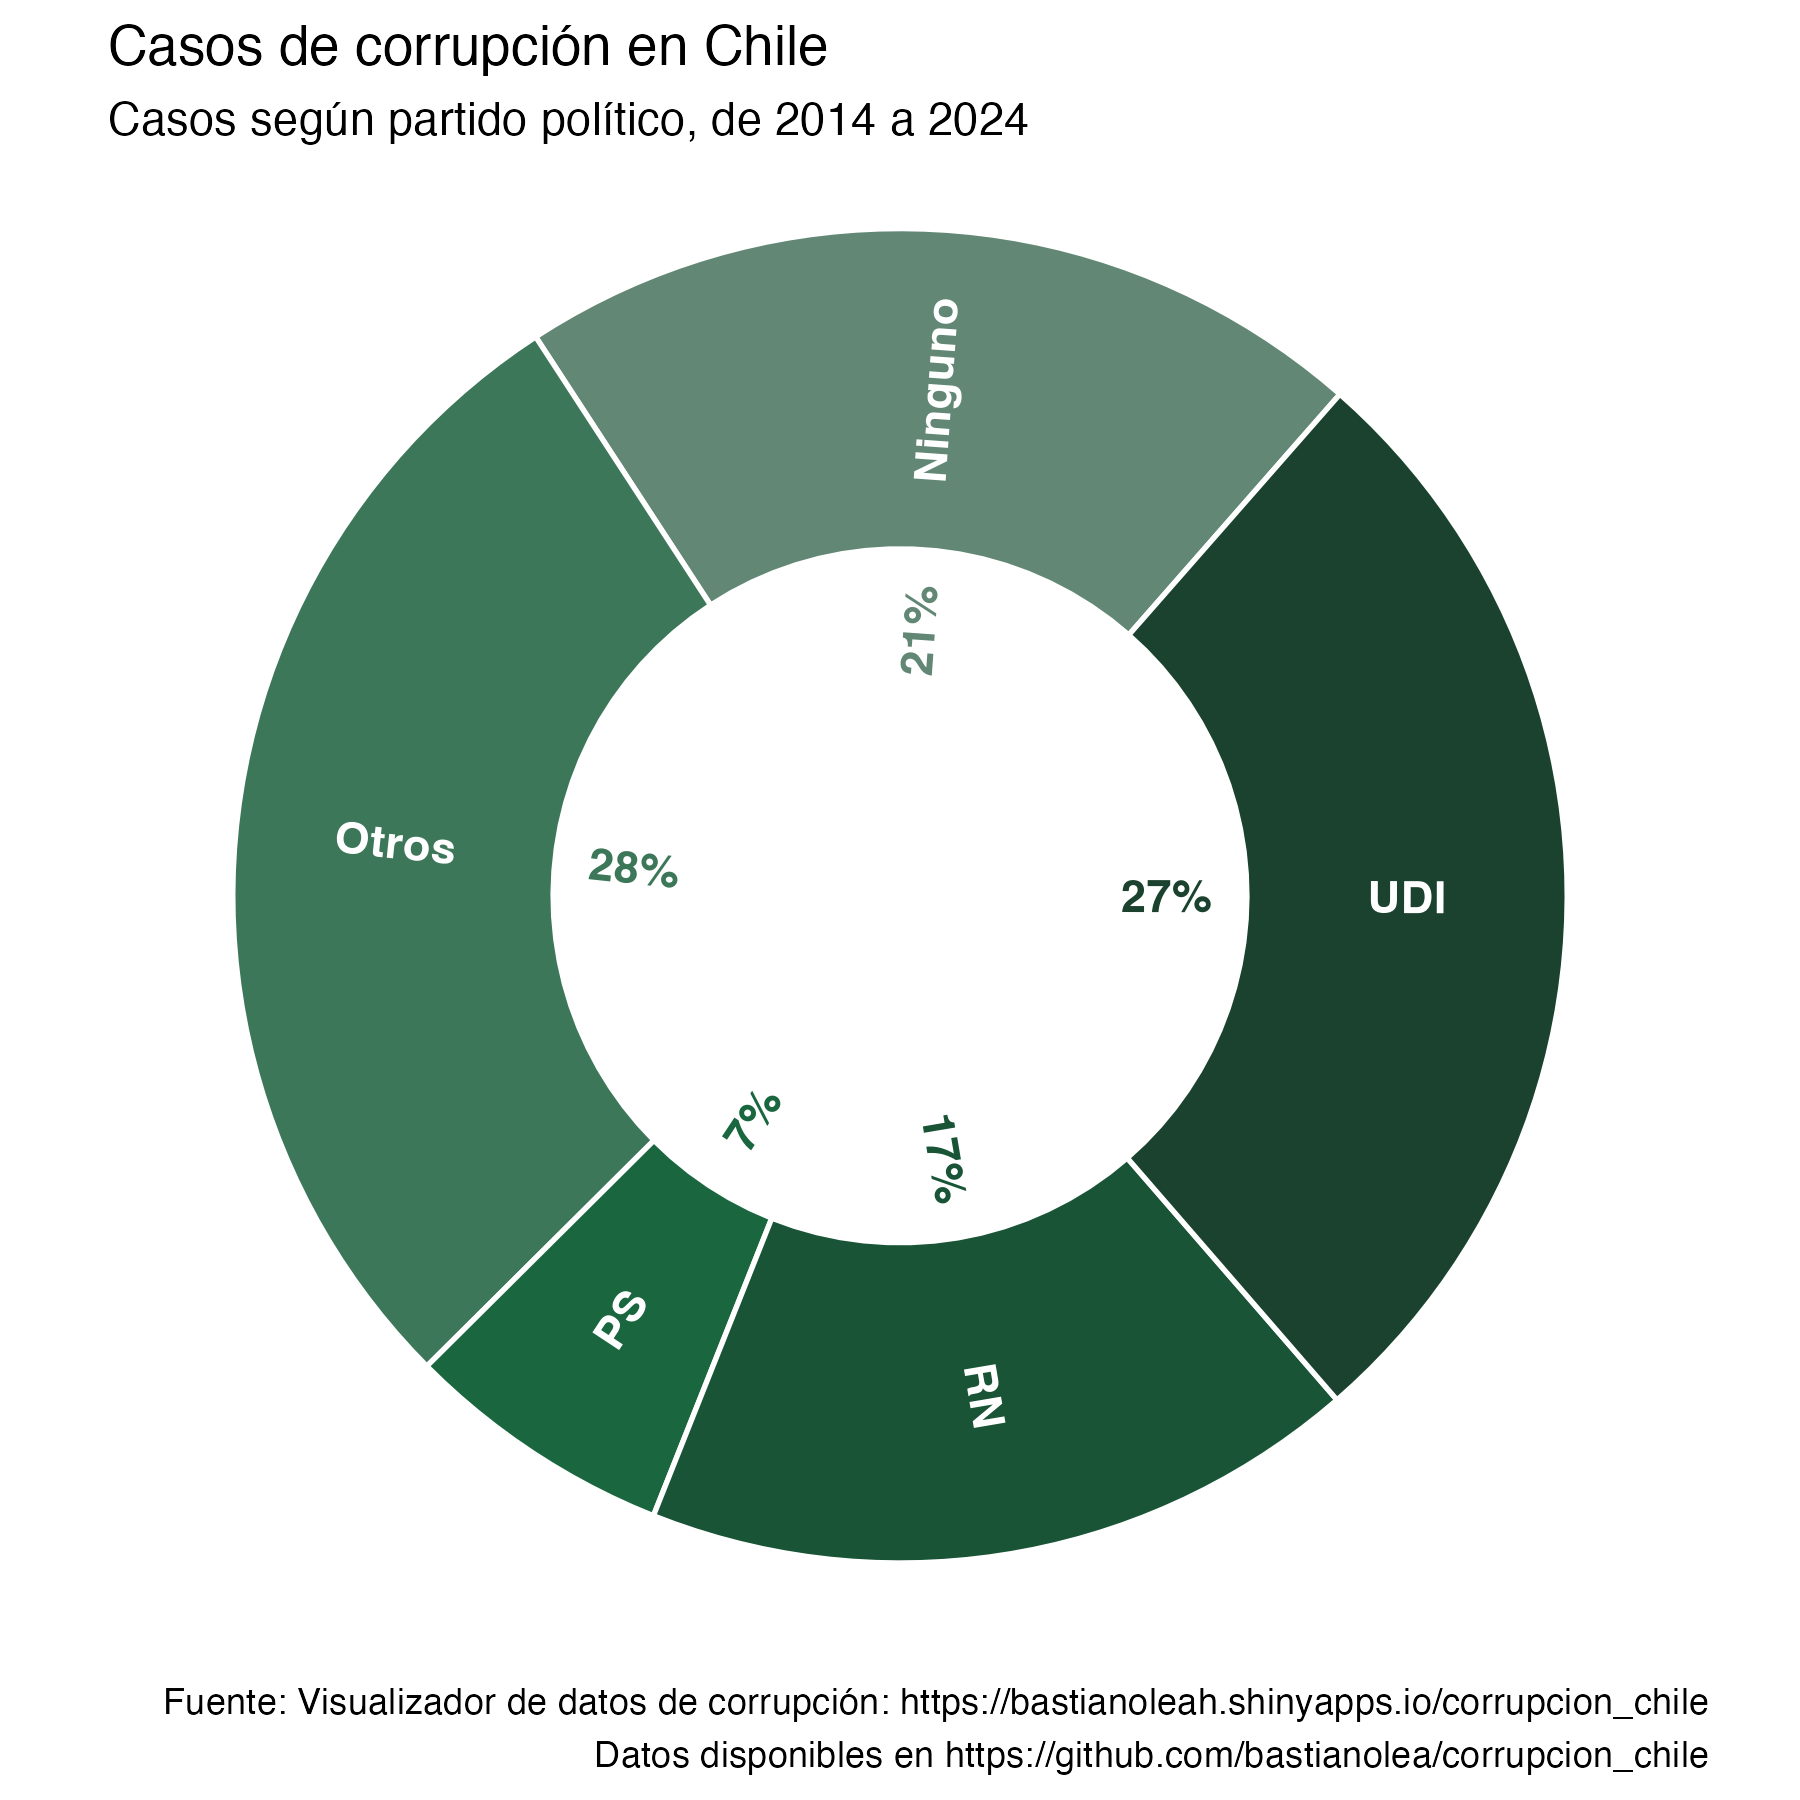 Casos de corrupción en Chile
Casos según partido político, de 2014 a 2024
Ninguno
21%
Otros
28%
27%
UDI
7%
17%
PS
RN
Fuente: Visualizador de datos de corrupción: https://bastianoleah.shinyapps.io/corrupcion_chile
Datos disponibles en https://github.com/bastianolea/corrupcion_chile